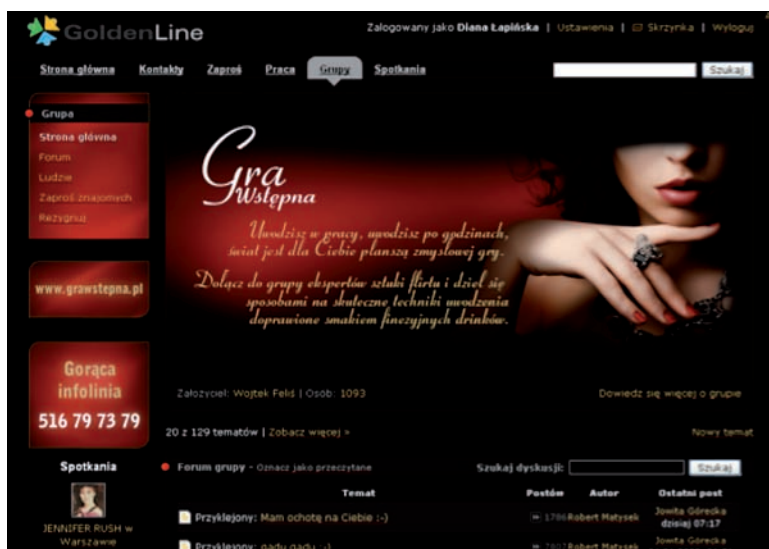 GoldenLine
Zalogowany jako Diana Łapińska | Ustawienia | Skrzynka | Wyloguj
Strona główna Kontakty Zaproś Praca Grupy Spotkania Szukaj
Grupa
Strona główna
Forum
Ludzie
Zaproś znajomych
Rezygnuj
Gra
Wstępna
Uwodzisz w pracy, uwodzisz po godzinach,
świat jest dla Ciebie planszą zmysłowej gry.
Dołącz do grupy ekspertów sztuki flirtu i dziel się
sposobami na skuteczne techniki uwodzenia
doprawione smakiem finezyjnych drinków.
www.grawstepna.pl
Gorąca
infolinia
516 79 73 79
Założyciel: Wojtek Felis | Osób: 1093 Dowiedz się więcej o grupie
20 z 129 tematów | Zobacz więcej » Nowy temat
Spotkania
JENNIFER RUSH w
Warszawie
Forum grupy - Oznacz jako przeczytane Szukaj dyskusji: Szukaj
Temat Postów Autor Ostatni post
Przyklejony: Mam ochotę na Ciebie :-) 1786 Robert Matysek Jowita Górecka
dzisiaj 07:17
Przyklejony: gadu gadu :-) Robert Matysek Jowita Górecka